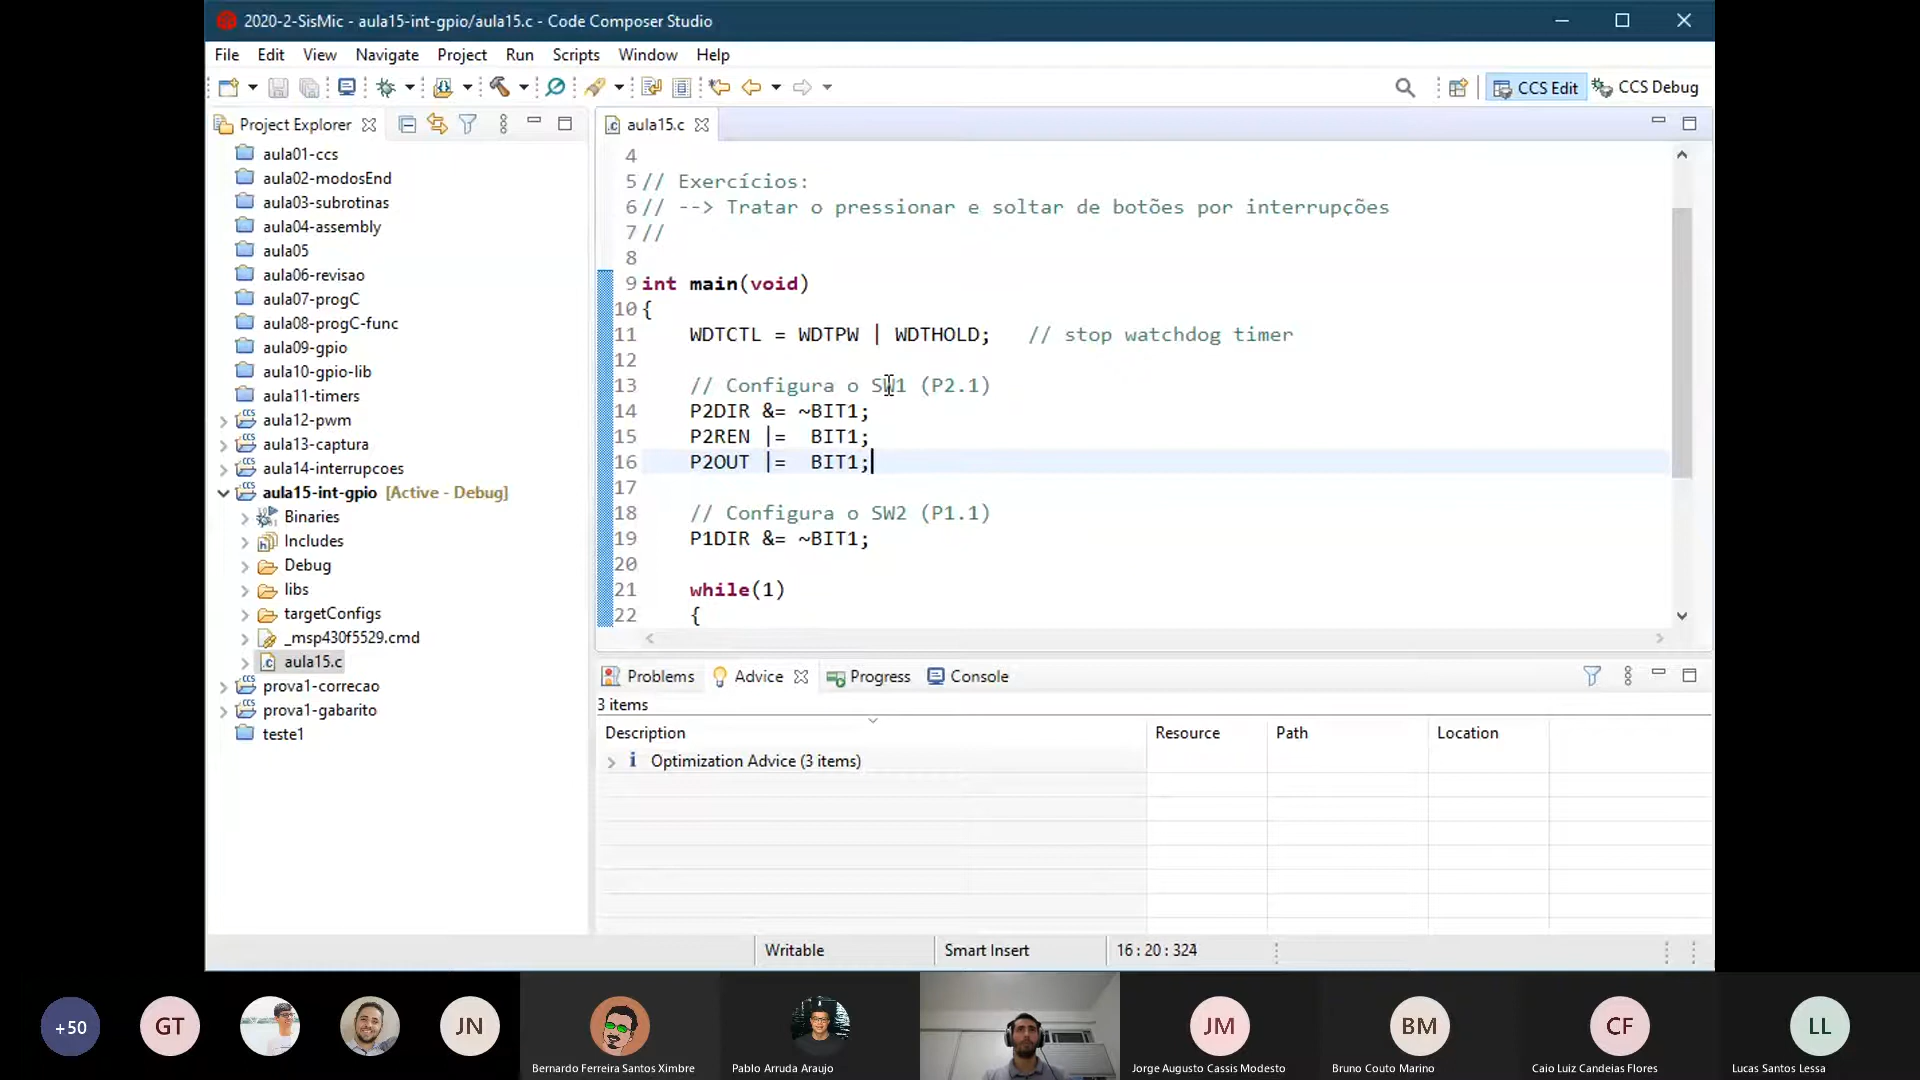 2020-2-SisMic - aula15-int-gpio/aula15.c - Code Composer Studio
File Edit View Navigate Project Run Scripts Window Help
CCS Edit CCS Debug
Project Explorer
aula01-ccs
aula02-modosEnd
aula03-subrotinas
aula04-assembly
aula05
aula06-revisao
aula07-progC
aula08-progC-func
aula09-gpio
aula10-gpio-lib
aula11-timers
aula12-pwm
aula13-captura
aula14-interrupcoes
aula15-int-gpio [Active - Debug]
Binaries
Includes
Debug
libs
targetConfigs
_msp430f5529.cmd
aula15.c
prova1-correcao
prova1-gabarito
teste1
aula15.c
4
5 // Exercícios:
6 // --> Tratar o pressionar e soltar de botões por interrupções
7 //
8
9 int main(void)
10 {
11     WDTCTL = WDTPW | WDTHOLD;   // stop watchdog timer
12
13     // Configura o SW1 (P2.1)
14     P2DIR &= ~BIT1;
15     P2REN |=  BIT1;
16     P2OUT |=  BIT1;
17
18     // Configura o SW2 (P1.1)
19     P1DIR &= ~BIT1;
20
21     while(1)
22     {
Problems Advice Progress Console
3 items
Description Resource Path Location
i Optimization Advice (3 items)
Writable Smart Insert 16 : 20 : 324
+50 GT JN JM BM CF LL
Bernardo Ferreira Santos Ximbre Pablo Arruda Araujo Jorge Augusto Cassis Modesto Bruno Couto Marino Caio Luiz Candeias Flores Lucas Santos Lessa